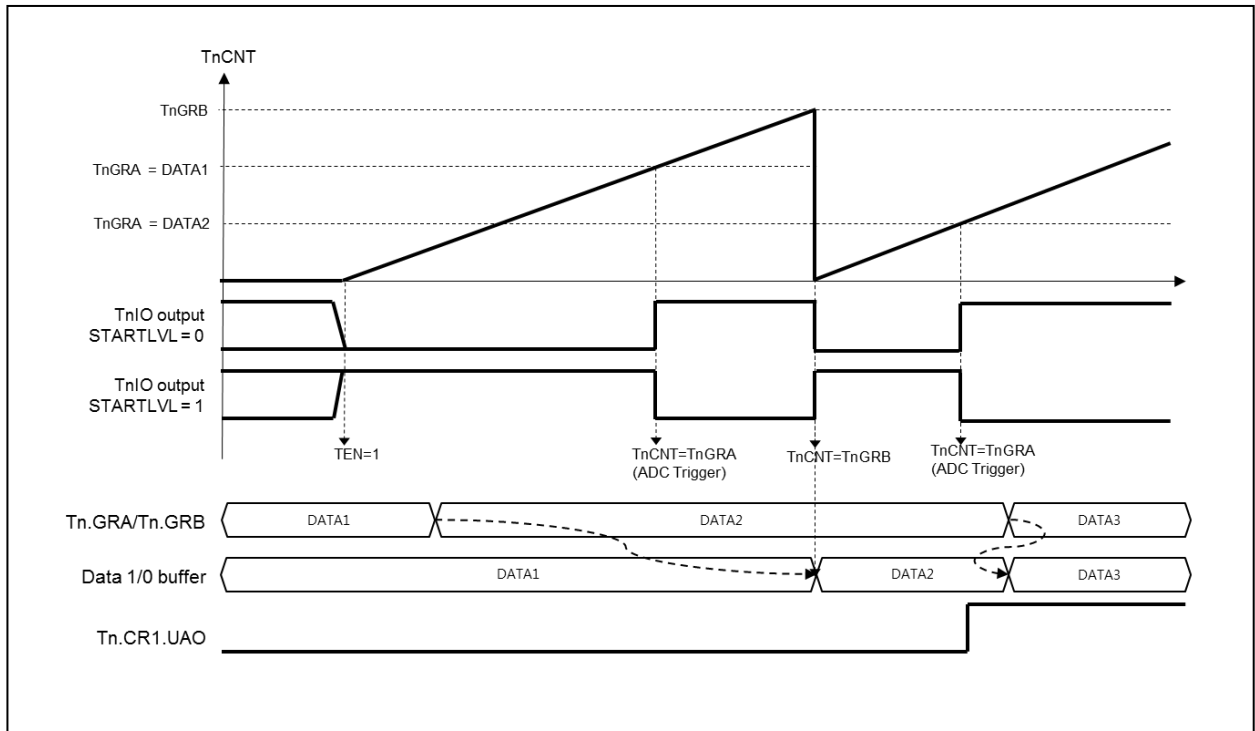 TnCNT
TnGRB
TnGRA = DATA1
TnGRA = DATA2
TnIO output
STARTLVL = 0
TnIO output
STARTLVL = 1
TEN=1
TnCNT=TnGRA
(ADC Trigger)
TnCNT=TnGRB
TnCNT=TnGRA
(ADC Trigger)
Tn.GRA/Tn.GRB
DATA1
DATA2
DATA3
Data 1/0 buffer
DATA1
DATA2
DATA3
Tn.CR1.UAO